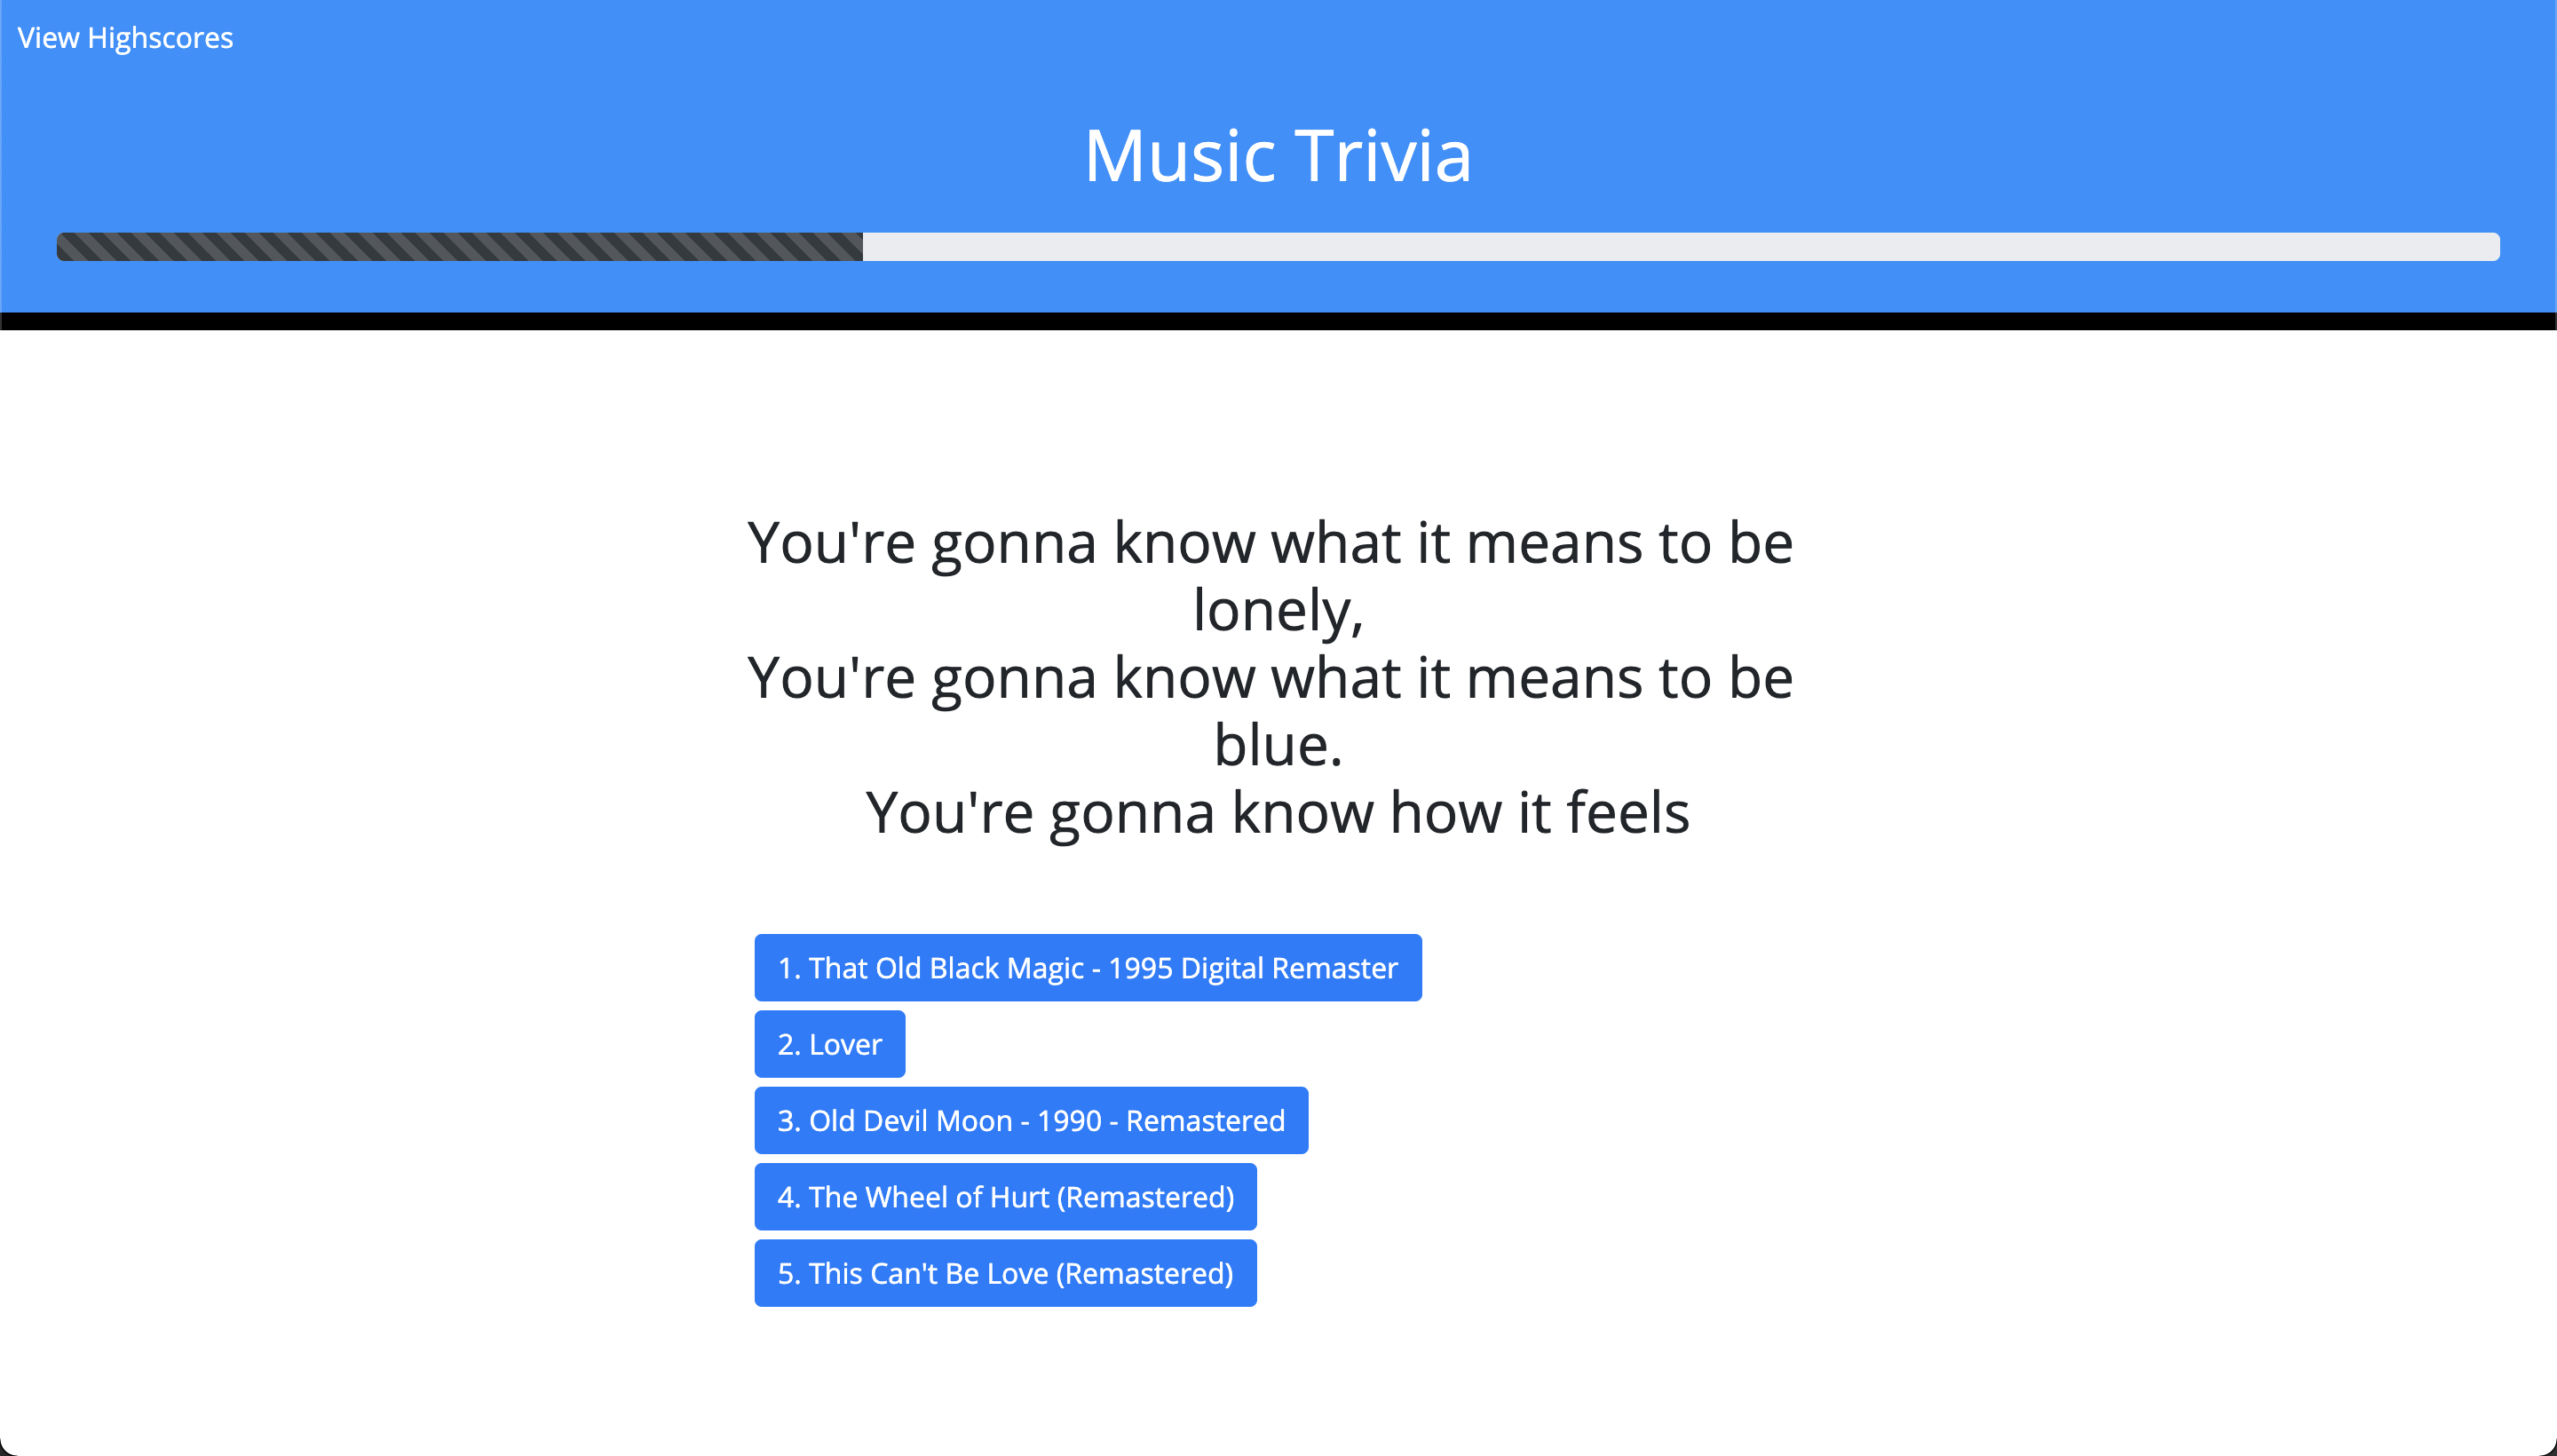 View Highscores
Music Trivia
You're gonna know what it means to be
lonely,
You're gonna know what it means to be
blue.
You're gonna know how it feels
1. That Old Black Magic - 1995 Digital Remaster
2. Lover
3. Old Devil Moon - 1990 - Remastered
4. The Wheel of Hurt (Remastered)
5. This Can't Be Love (Remastered)